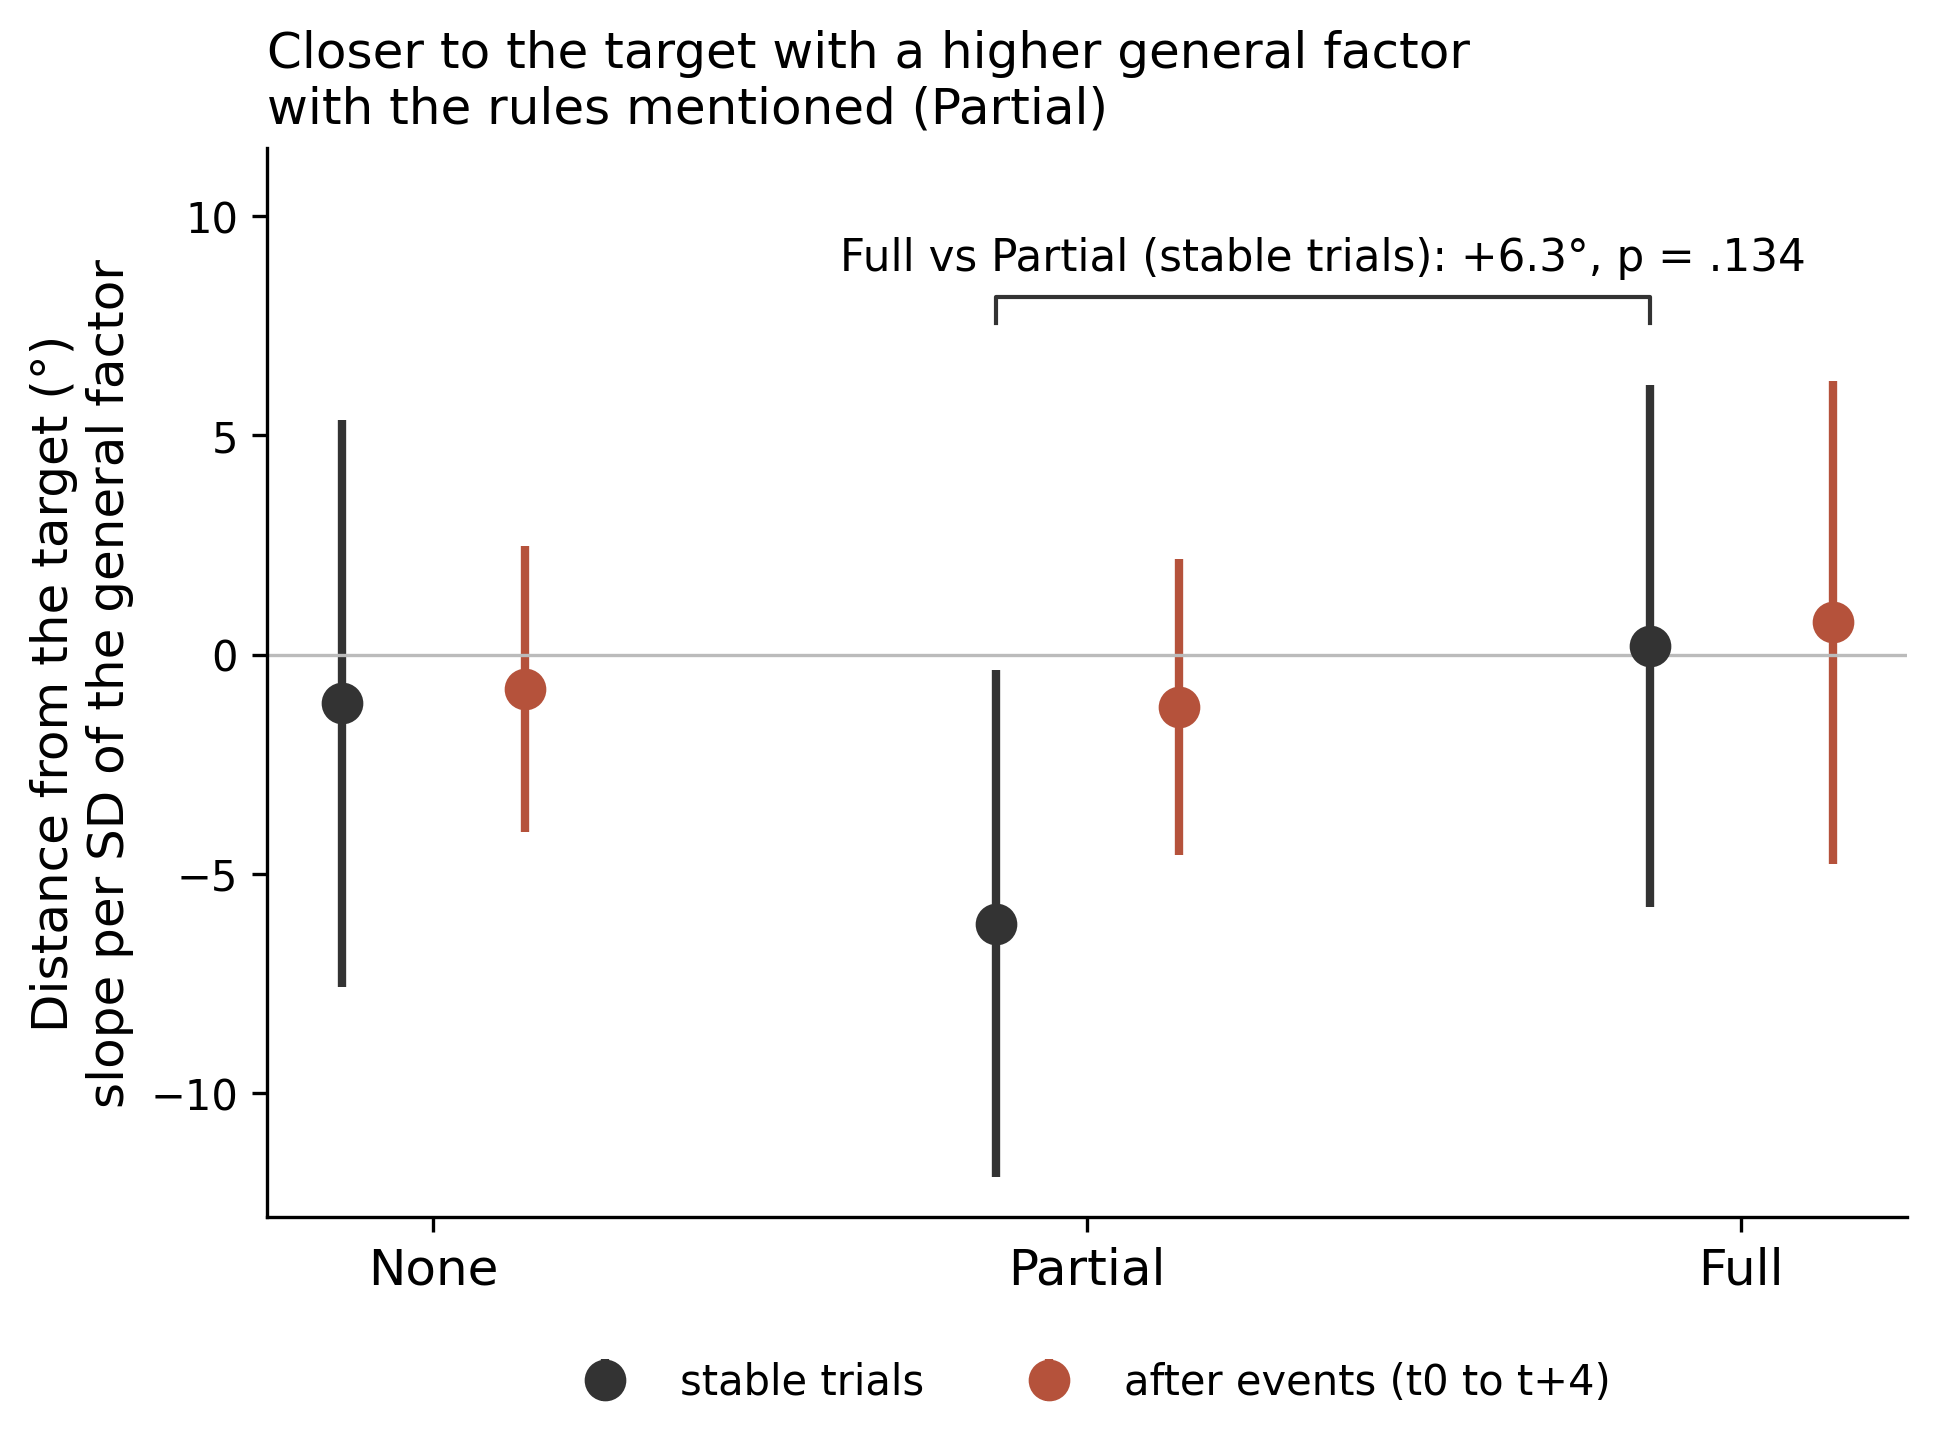 Closer to the target with a higher general factor
with the rules mentioned (Partial)
Distance from the target (°)
slope per SD of the general factor
10
5
0
−5
−10
Full vs Partial (stable trials): +6.3°, p = .134
None
Partial
Full
stable trials
after events (t0 to t+4)